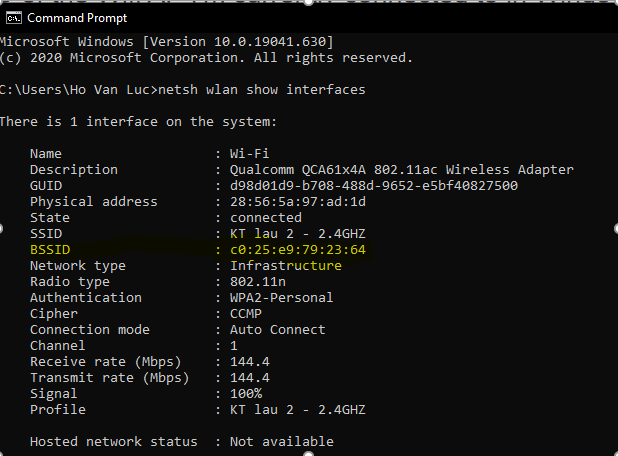 Command Prompt
Microsoft Windows [Version 10.0.19041.630]
(c) 2020 Microsoft Corporation. All rights reserved.
C:\Users\Ho Van Luc>netsh wlan show interfaces
There is 1 interface on the system:
Name : Wi-Fi
Description : Qualcomm QCA61x4A 802.11ac Wireless Adapter
GUID : d98d01d9-b708-488d-9652-e5bf40827500
Physical address : 28:56:5a:97:ad:1d
State : connected
SSID : KT lau 2 - 2.4GHZ
BSSID : c0:25:e9:79:23:64
Network type : Infrastructure
Radio type : 802.11n
Authentication : WPA2-Personal
Cipher : CCMP
Connection mode : Auto Connect
Channel : 1
Receive rate (Mbps) : 144.4
Transmit rate (Mbps) : 144.4
Signal : 100%
Profile : KT lau 2 - 2.4GHZ
Hosted network status : Not available